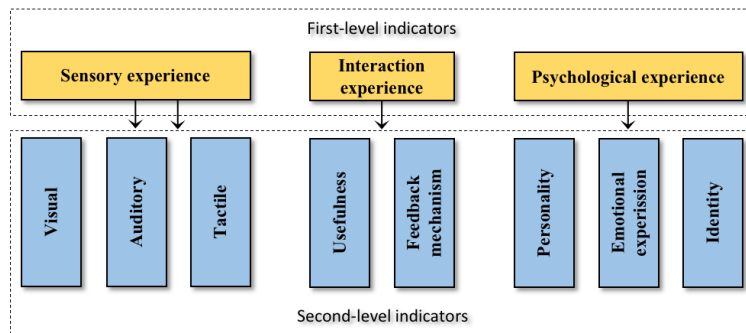 First-level indicators
Sensory experience
Interaction
experience
Psychological experience
Visual
Auditory
Tactile
Usefulness
Feedback
mechanism
Personality
Emotional
experission
Identity
Second-level indicators